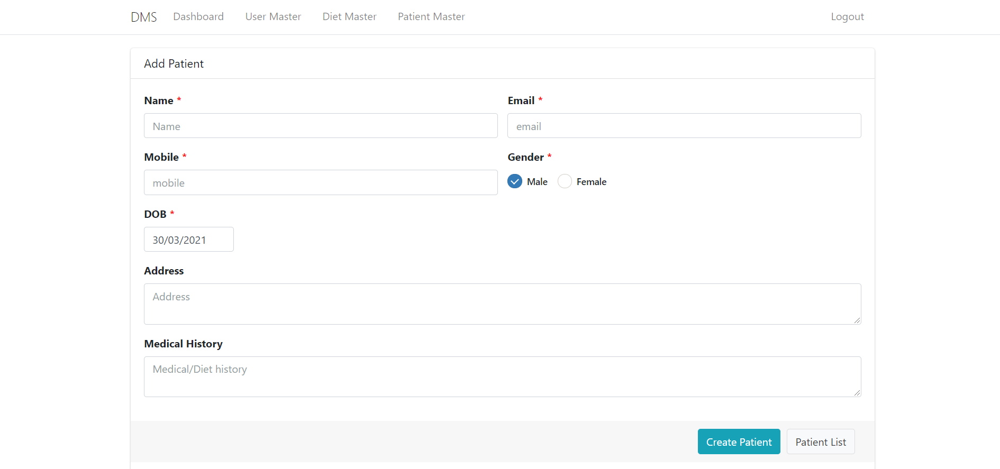 DMS Dashboard User Master Diet Master Patient Master Logout
Add Patient
Name * Email *
Name email
Mobile * Gender *
mobile Male Female
DOB *
30/03/2021
Address
Address
Medical History
Medical/Diet history
Create Patient Patient List